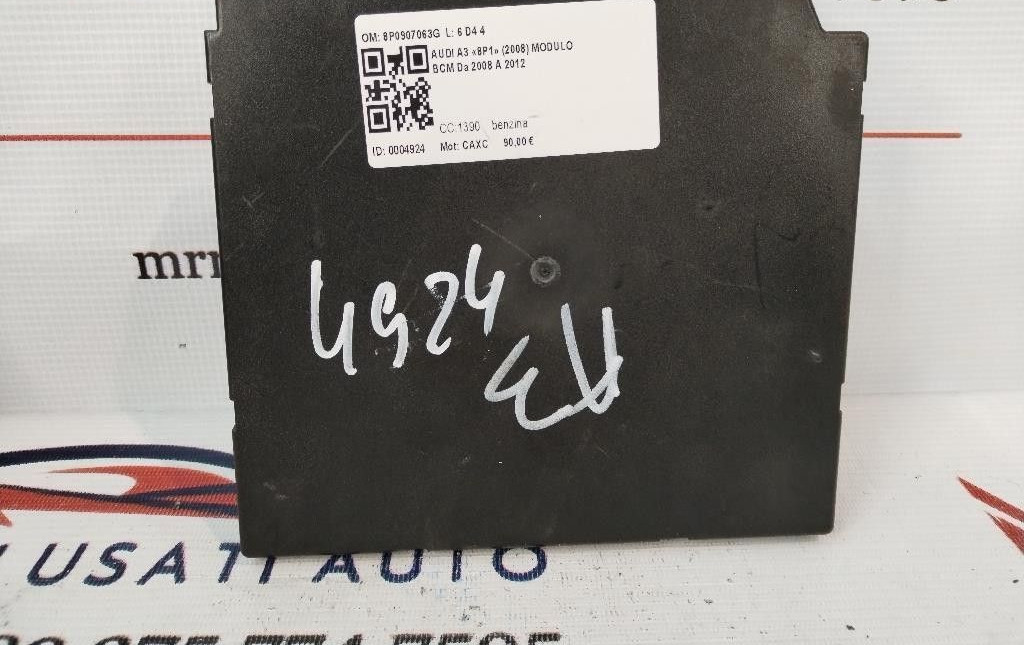 OM: 8P0907063G L: 6 D4 4
AUDI A3 «8P1» (2008) MODULO
BCM Da 2008 A 2012
CC:1390 benzina
ID: 0004924 Mot: CAXC 90,00 €
4924
USATI AUTO